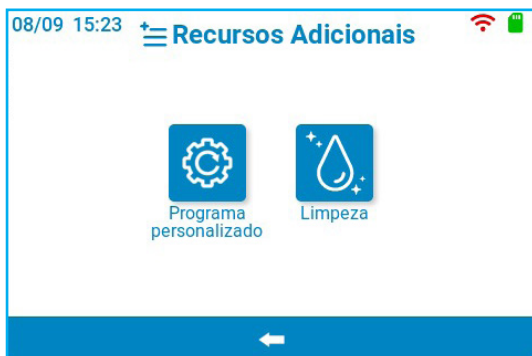 08/09 15:23
Recursos Adicionais
Programa
personalizado
Limpeza